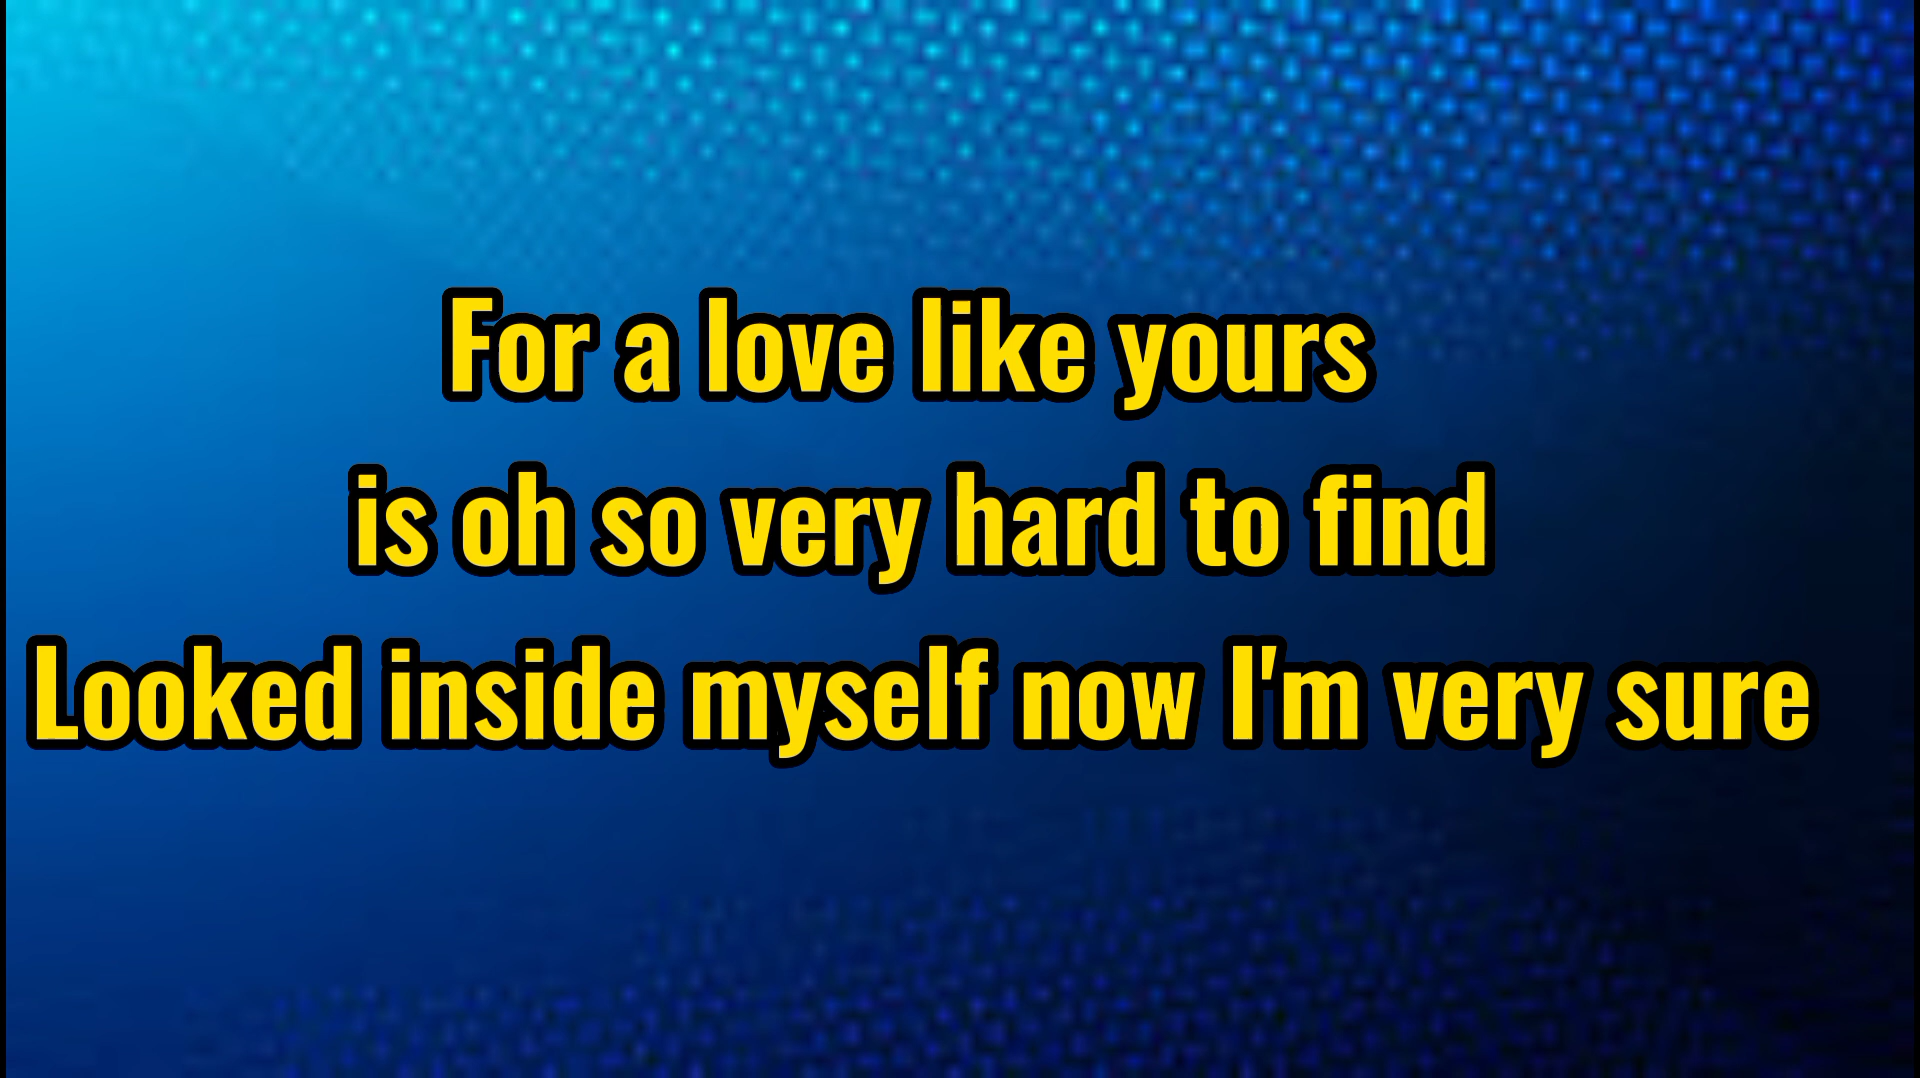 For a love like yours
is oh so very hard to find
Looked inside myself now I'm very sure